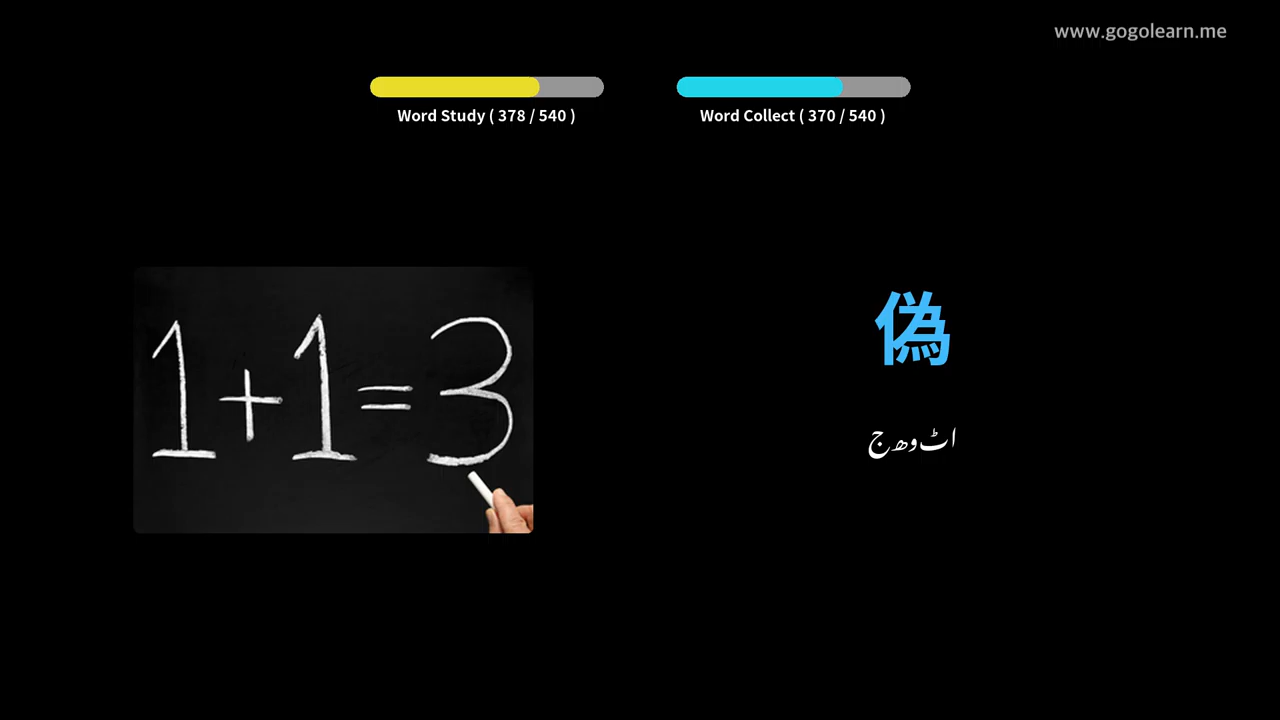 www.gogolearn.me
Word Study ( 378 / 540 )
Word Collect ( 370 / 540 )
1+1=3
偽
اٹوھج